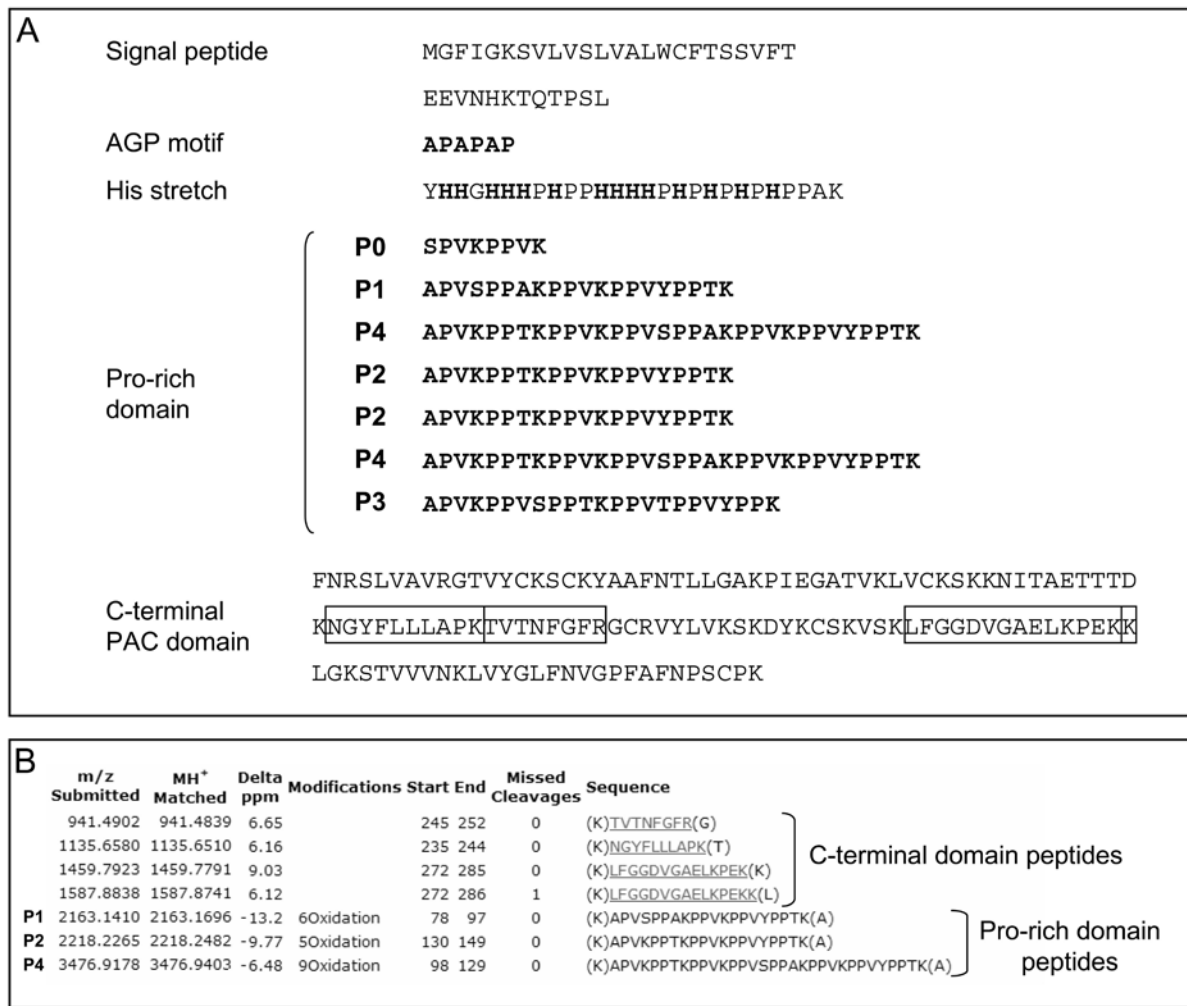 A
Signal peptide MGFIGKSVLVSLVALWCFTSSVFT
EEVNHKTQTPSL
AGP motif APAPAP
His stretch YHHGHHHPHPPHHHHPHPHPHPHPPAK
Pro-rich domain
P0 SPVKPPVK
P1 APVSPPAKPPVKPPVYPPTK
P4 APVKPPTKPPVKPPVSPPAKPPVKPPVYPPTK
P2 APVKPPTKPPVKPPVYPPTK
P2 APVKPPTKPPVKPPVYPPTK
P4 APVKPPTKPPVKPPVSPPAKPPVKPPVYPPTK
P3 APVKPPVSPPTKPPVTPPVYPPK
C-terminal PAC domain
FNRSLVAVRGTVYCKSCKYAAFNTLLGAKPIEGATVKLVCKSKKNITAETTTD
KNGYFLLLAPKTVTNFGFRGCRVYLVKSKDYKCSKVSKLFGGDVGAELKPEKK
LGKSTVVVNKLVYGLFNVGPFAFNPSCPK
B
m/z Submitted MH+ Matched Delta ppm Modifications Start End Missed Cleavages Sequence
941.4902 941.4839 6.65 245 252 0 (K)TVTNFGFR(G)
1135.6580 1135.6510 6.16 235 244 0 (K)NGYFLLLAPK(T)
1459.7923 1459.7791 9.03 272 285 0 (K)LFGGDVGAELKPEK(K)
1587.8838 1587.8741 6.12 272 286 1 (K)LFGGDVGAELKPEKK(L)
C-terminal domain peptides
P1 2163.1410 2163.1696 -13.2 6Oxidation 78 97 0 (K)APVSPPAKPPVKPPVYPPTK(A)
P2 2218.2265 2218.2482 -9.77 5Oxidation 130 149 0 (K)APVKPPTKPPVKPPVYPPTK(A)
P4 3476.9178 3476.9403 -6.48 9Oxidation 98 129 0 (K)APVKPPTKPPVKPPVSPPAKPPVKPPVYPPTK(A)
Pro-rich domain peptides